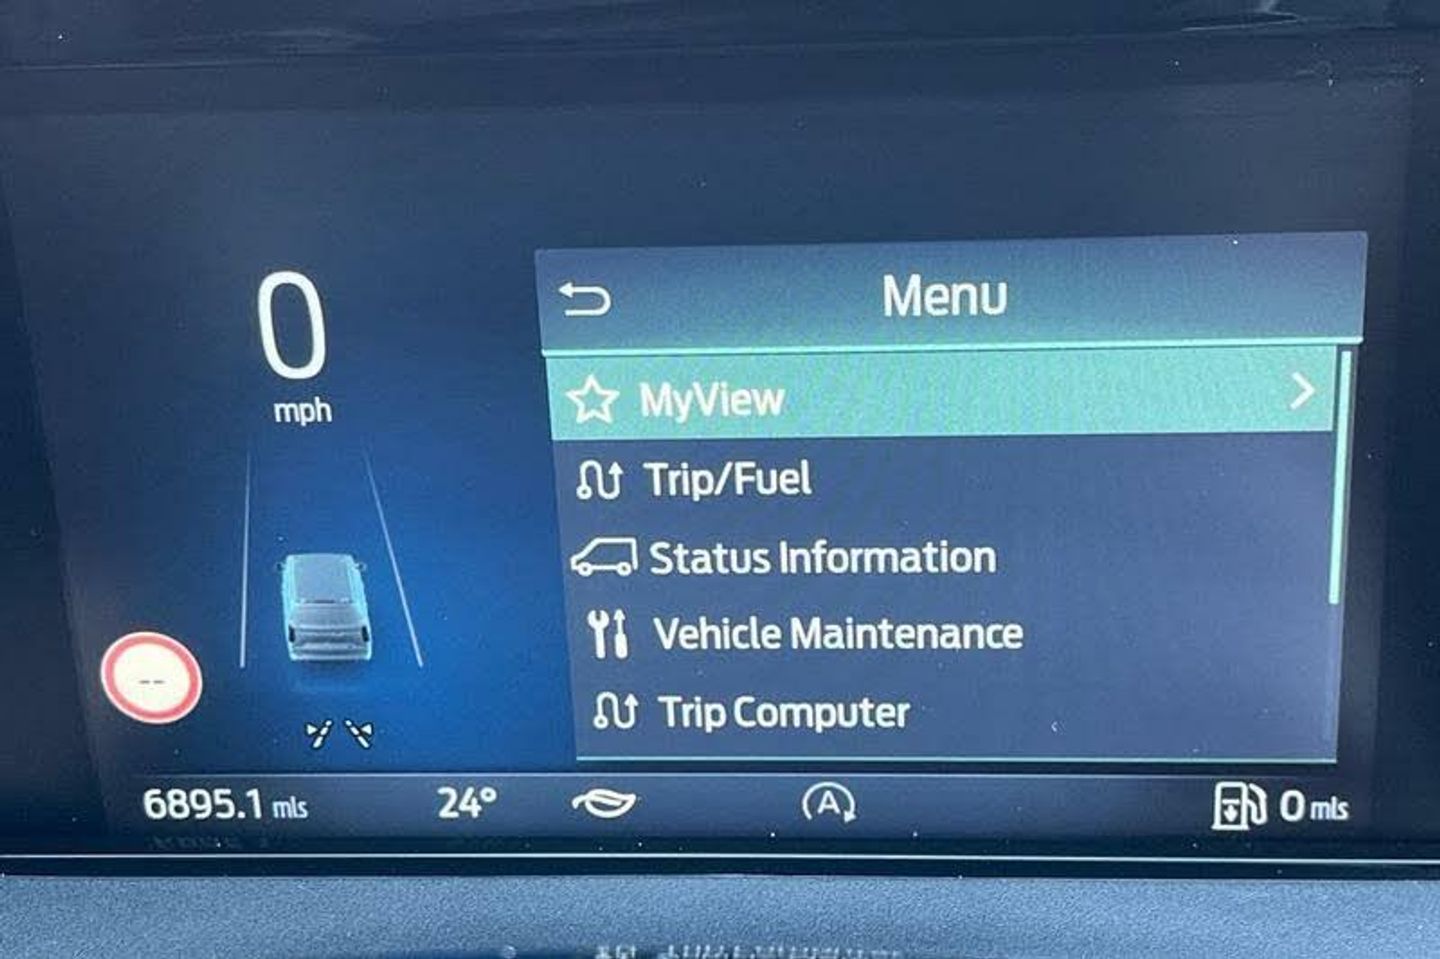 Menu
0
mph
MyView
Trip/Fuel
Status Information
Vehicle Maintenance
Trip Computer
--
6895.1 mls 24° A 0 mls